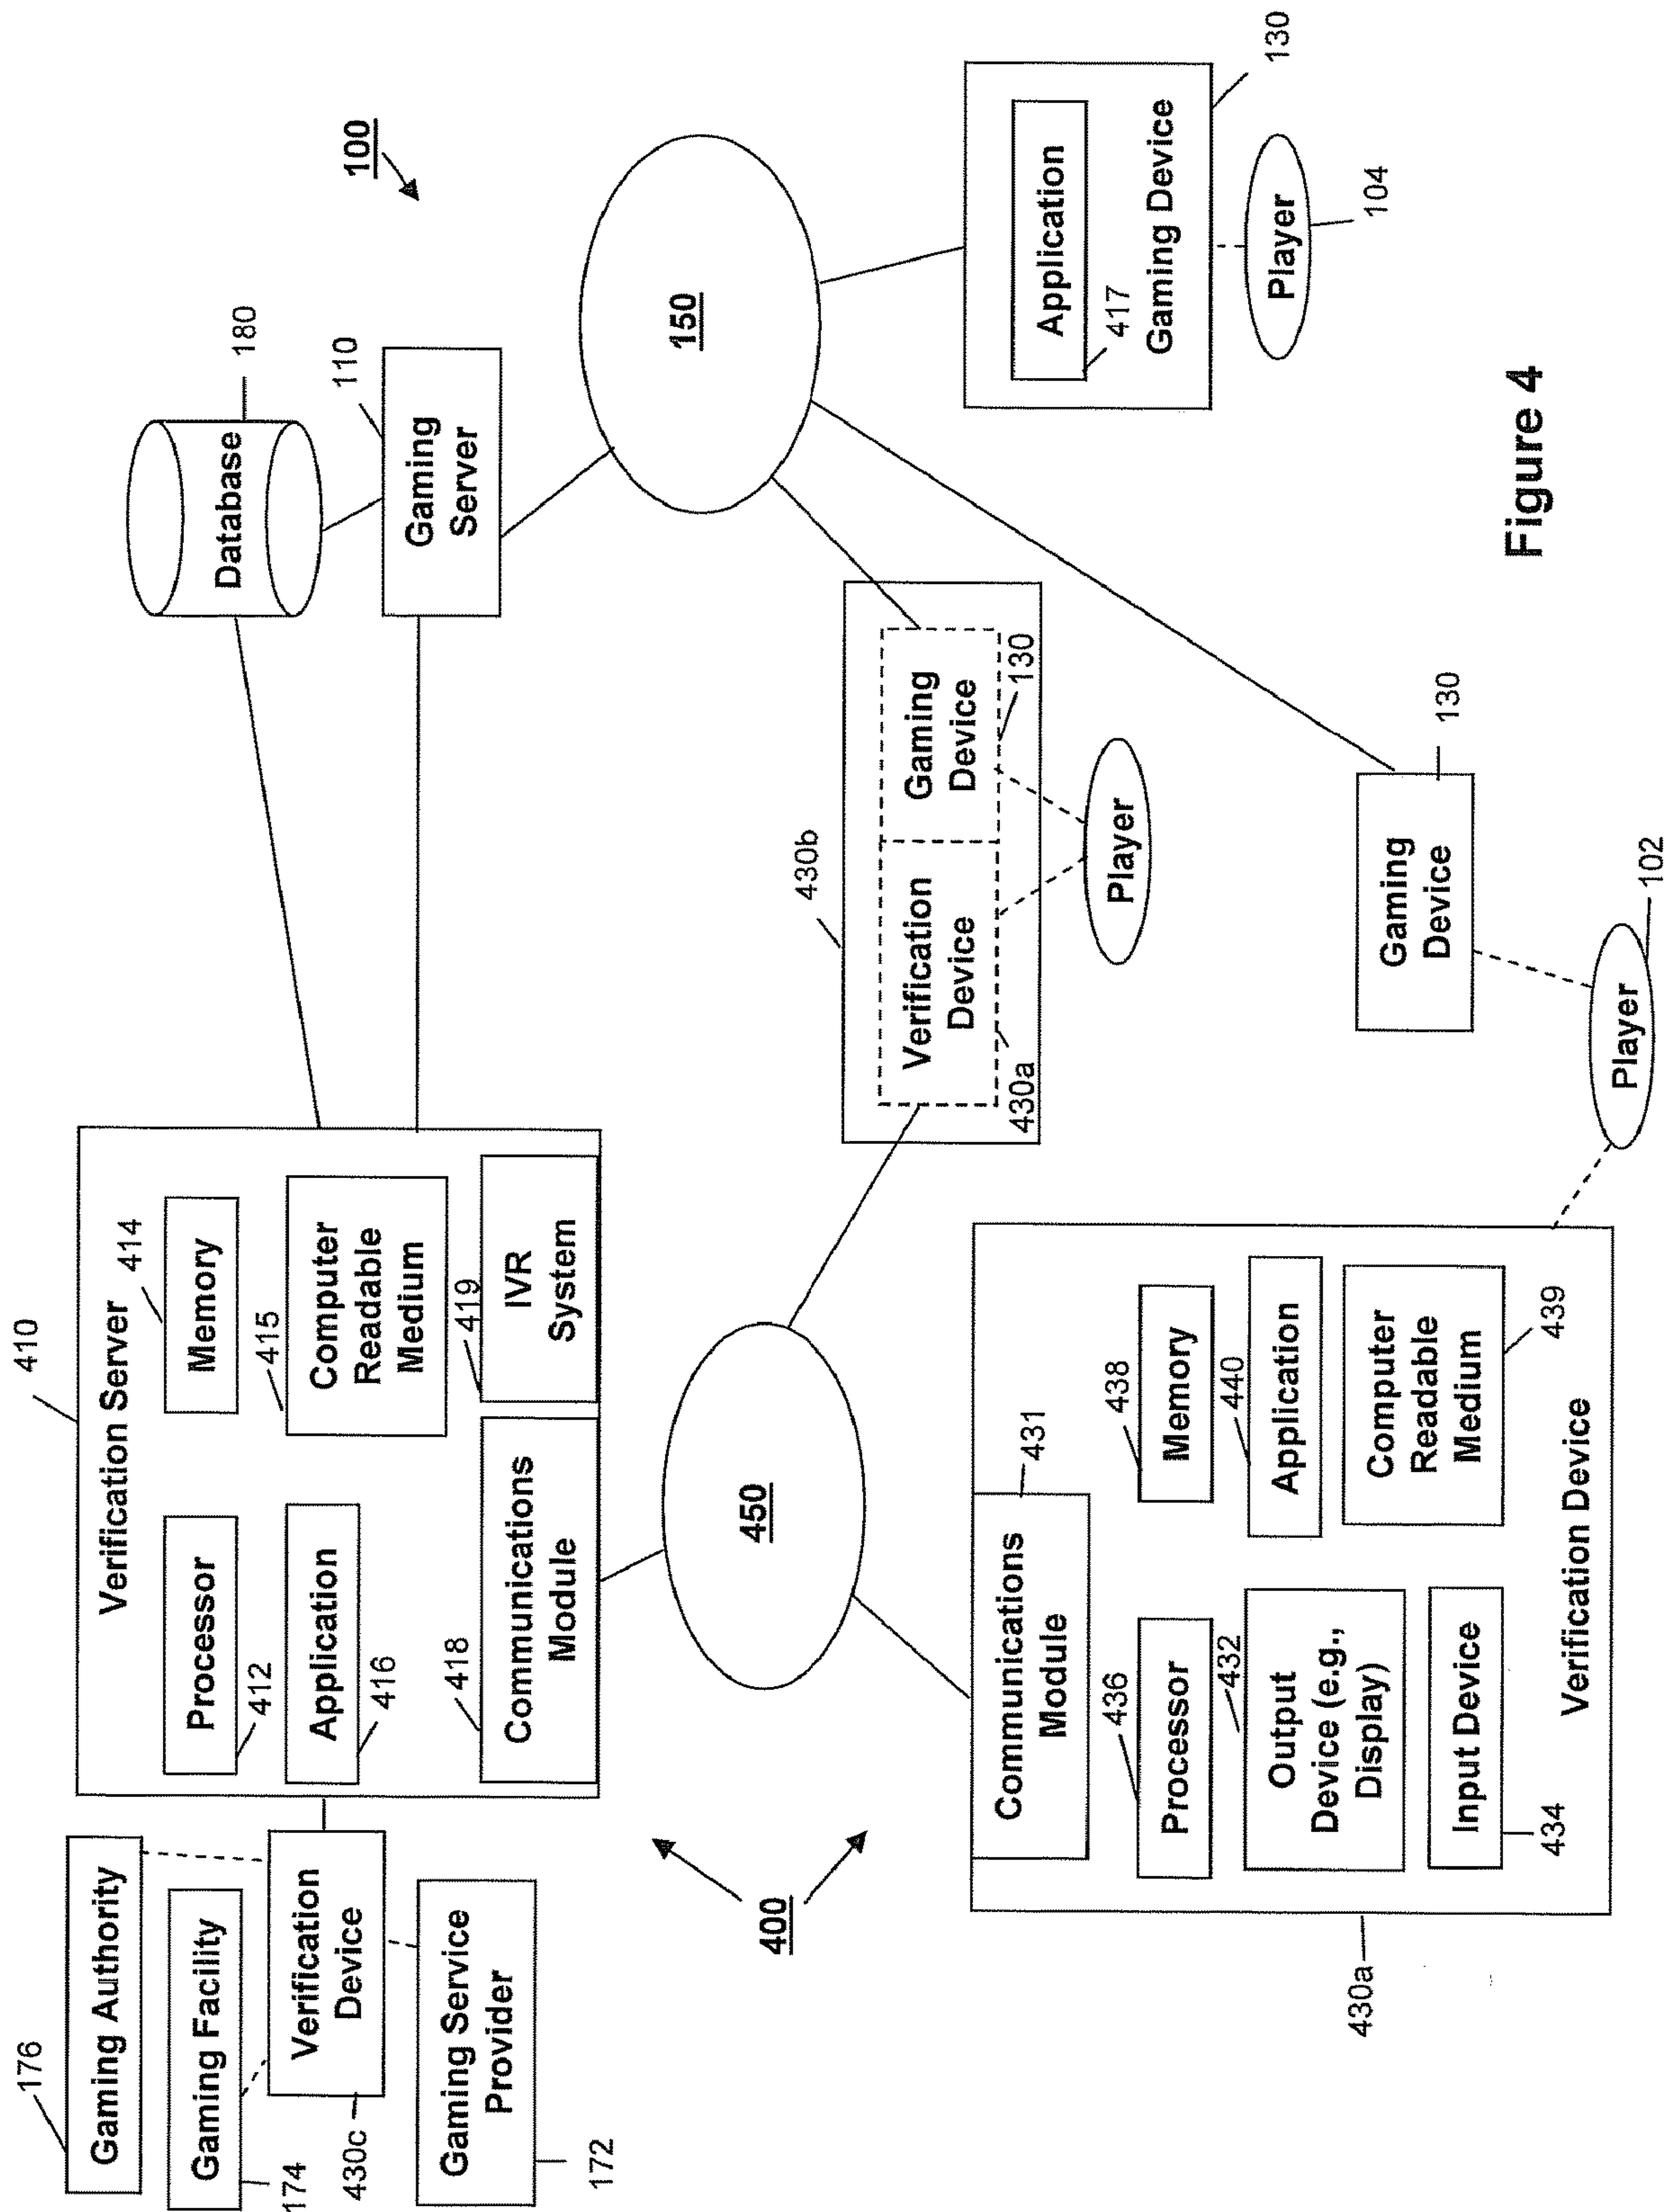 176
Gaming Authority
Gaming Facility
174
Verification
Device
430c
Gaming Service
Provider
172
410
Verification Server
Processor
412
Memory
414
Application
416
415
Computer
Readable
Medium
418
Communications
Module
419
IVR
System
Database
180
110
Gaming
Server
100
400
450
150
430b
Verification
Device
Gaming
Device
430a
130
Player
Application
417
Gaming Device
130
Player
104
431
Communications
Module
436
Processor
438
Memory
432
Output
Device (e.g.,
Display)
440
Application
Input Device
434
Computer
Readable
Medium
439
Verification Device
430a
Gaming
Device
130
Player
102
Figure 4